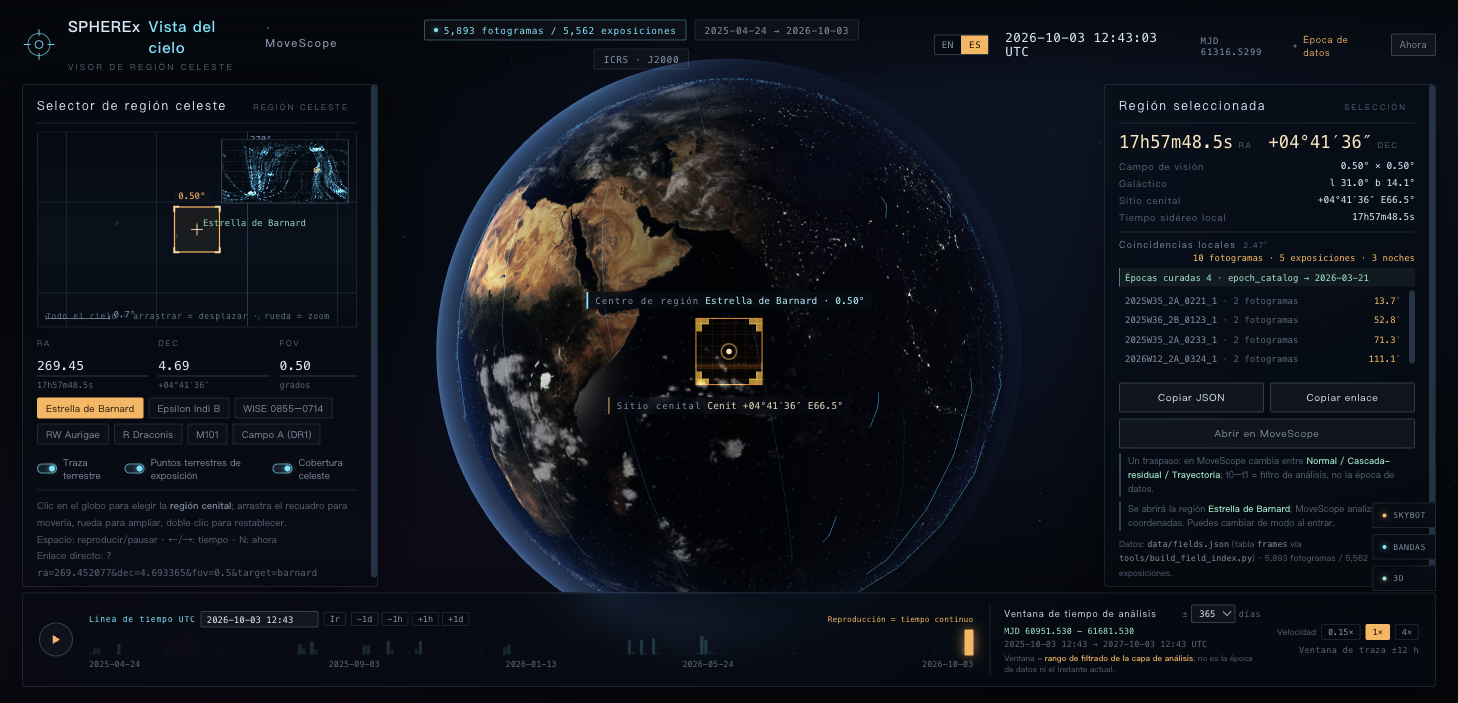 SPHEREx Vista del cielo
VISOR DE REGIÓN CELESTE
· MoveScope
5,893 fotogramas / 5,562 exposiciones
2025-04-24 → 2026-10-03
ICRS · J2000
EN ES
2026-10-03 12:43:03 UTC
MJD 61316.5299
Época de datos
Ahora
Selector de región celeste
REGIÓN CELESTE
270°
0.50°
Estrella de Barnard
0.7°
Todo el cielo · arrastrar = desplazar · rueda = zoom
RA DEC FOV
269.45 4.69 0.50
17h57m48.5s +04°41′36″ grados
Estrella de Barnard Epsilon Indi B WISE 0855−0714
RW Aurigae R Draconis M101 Campo A (DR1)
Traza terrestre
Puntos terrestres de exposición
Cobertura celeste
Clic en el globo para elegir la región cenital; arrastra el recuadro para
moverla, rueda para ampliar, doble clic para restablecer.
Espacio: reproducir/pausar · ←/→: tiempo · N: ahora
Enlace directo: ?
ra=269.452077&dec=4.693365&fov=0.5&target=barnard
Centro de región Estrella de Barnard · 0.50°
Sitio cenital Cenit +04°41′36″ E66.5°
Región seleccionada
SELECCIÓN
17h57m48.5s RA +04°41′36″ DEC
Campo de visión 0.50° × 0.50°
Galáctico l 31.0° b 14.1°
Sitio cenital +04°41′36″ E66.5°
Tiempo sidéreo local 17h57m48.5s
Coincidencias locales 2.47°
10 fotogramas · 5 exposiciones · 3 noches
Épocas curadas 4 · epoch_catalog → 2026-03-21
2025W35_2A_0221_1 · 2 fotogramas 13.7′
2025W36_2B_0123_1 · 2 fotogramas 52.8′
2025W35_2A_0233_1 · 2 fotogramas 71.3′
2026W12_2A_0324_1 · 2 fotogramas 111.1′
Copiar JSON
Copiar enlace
Abrir en MoveScope
Un traspaso: en MoveScope cambia entre Normal / Cascada-
residual / Trayectoria; t0—t1 = filtro de análisis, no la época de
datos.
Se abrirá la región Estrella de Barnard; MoveScope analiz
coordenadas. Puedes cambiar de modo al entrar.
Datos: data/fields.json (tabla frames vía
tools/build_field_index.py) · 5,893 fotogramas / 5,562
exposiciones.
SKYBOT
BANDAS
3D
Línea de tiempo UTC 2026-10-03 12:43 Ir −1d −1h +1h +1d
Reproducción = tiempo continuo
2025-04-24 2025-09-03 2026-01-13 2026-05-24 2026-10-03
Ventana de tiempo de análisis ± 365 días
MJD 60951.530 — 61681.530
2025-10-03 12:43 → 2027-10-03 12:43 UTC
Ventana = rango de filtrado de la capa de análisis; no es la época
de datos ni el instante actual.
Velocidad 0.15× 1× 4×
Ventana de traza ±12 h